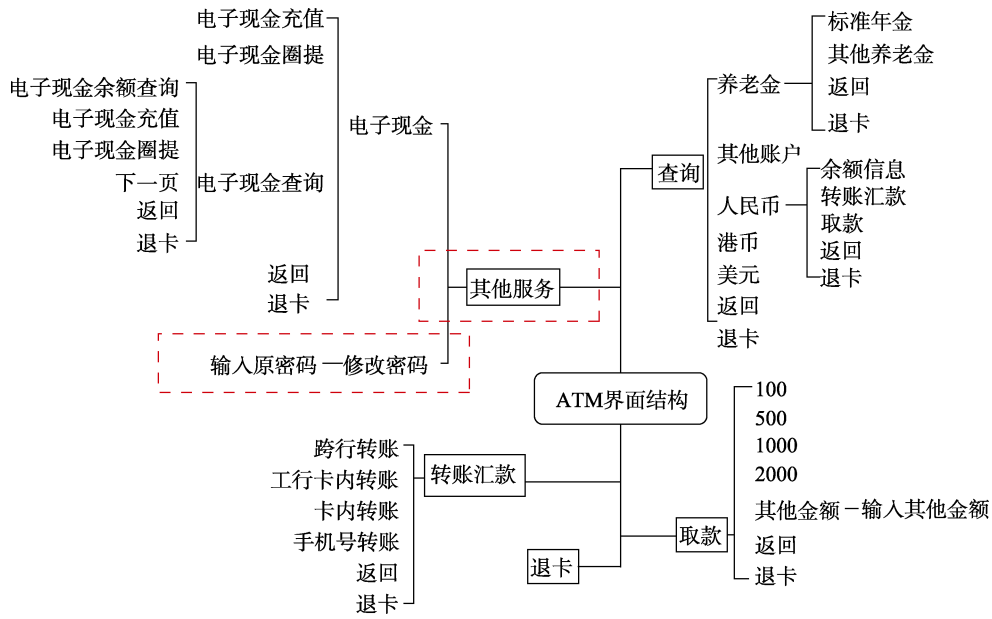 电子现金充值
电子现金圈提
电子现金余额查询
电子现金充值
电子现金圈提
下一页
返回
退卡
电子现金查询
返回
退卡
电子现金
其他服务
输入原密码 一修改密码
标准年金
其他养老金
返回
退卡
养老金
其他账户
查询
人民币
港币
美元
返回
退卡
余额信息
转账汇款
取款
返回
退卡
ATM界面结构
跨行转账
工行卡内转账
卡内转账
手机号转账
返回
退卡
转账汇款
退卡
取款
100
500
1000
2000
其他金额－输入其他金额
返回
退卡